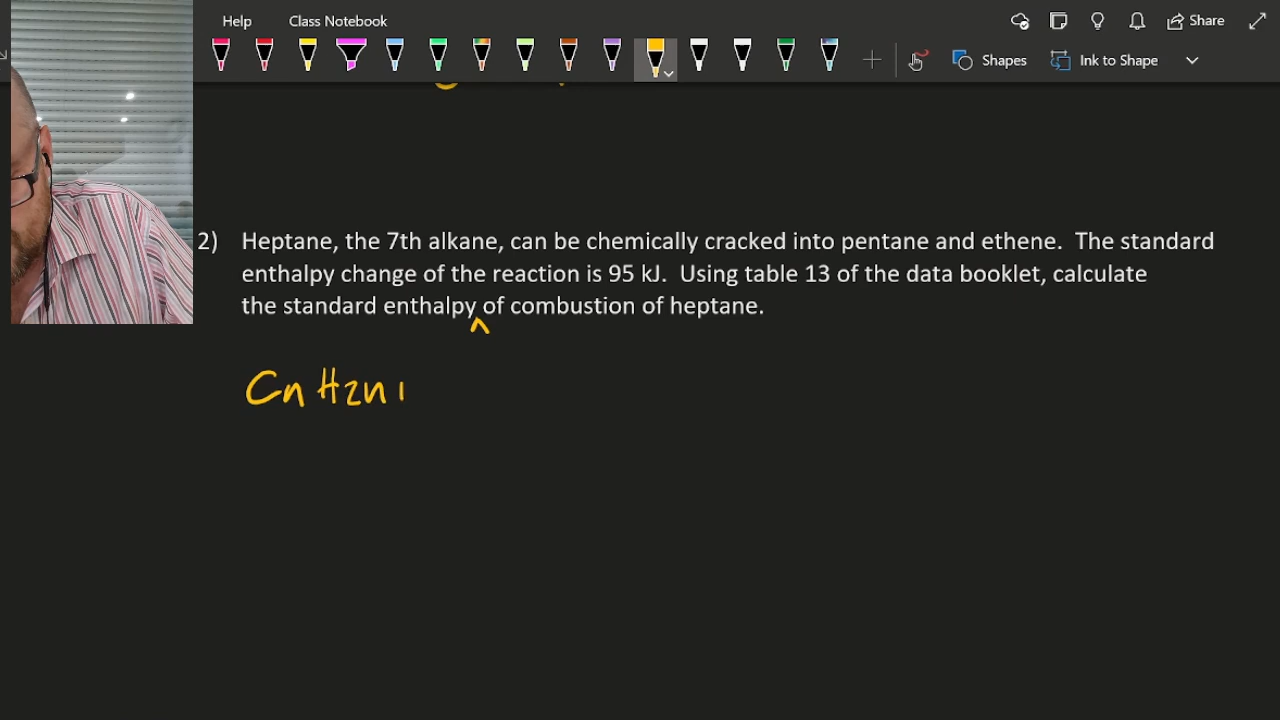 Help Class Notebook Share
Shapes Ink to Shape
2) Heptane, the 7th alkane, can be chemically cracked into pentane and ethene. The standard
enthalpy change of the reaction is 95 kJ. Using table 13 of the data booklet, calculate
the standard enthalpy of combustion of heptane.
^
CnH2n